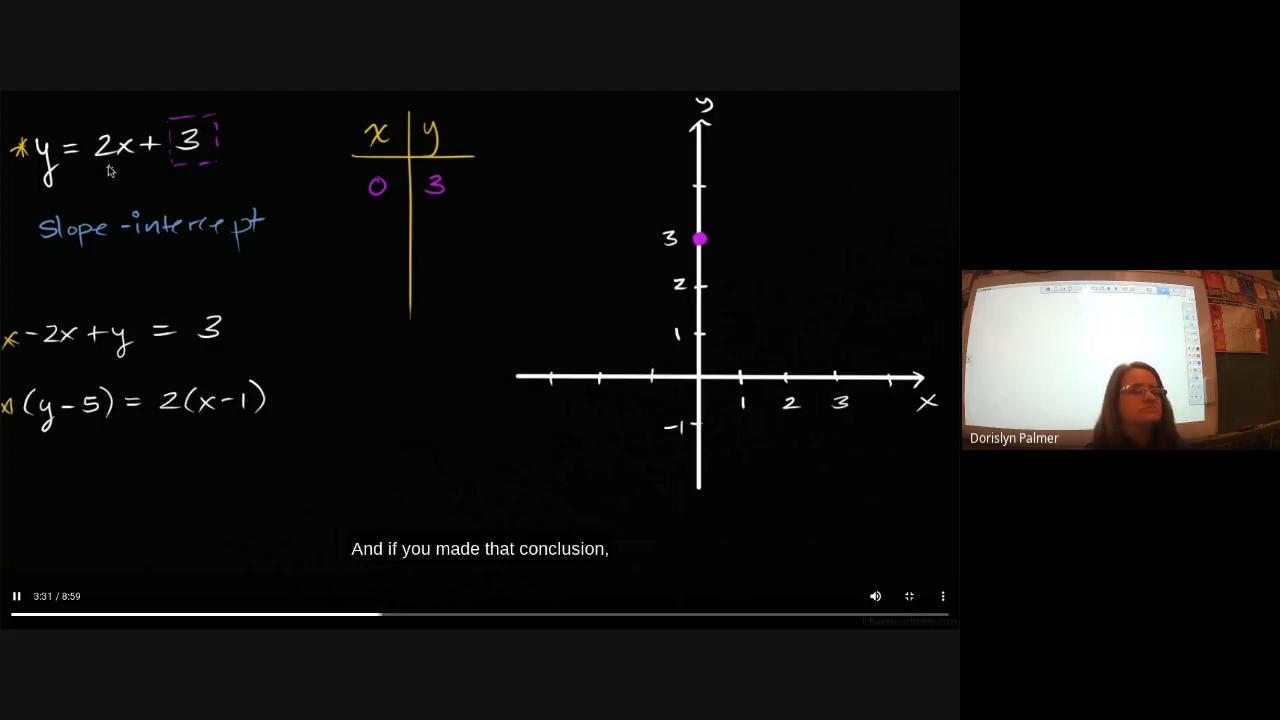 y = 2x + 3
slope-intercept
-2x + y = 3
(y - 5) = 2(x - 1)
x y
0 3
y
3
2
1
-1
1 2 3 x
And if you made that conclusion,
3:31 / 8:59
Dorislyn Palmer